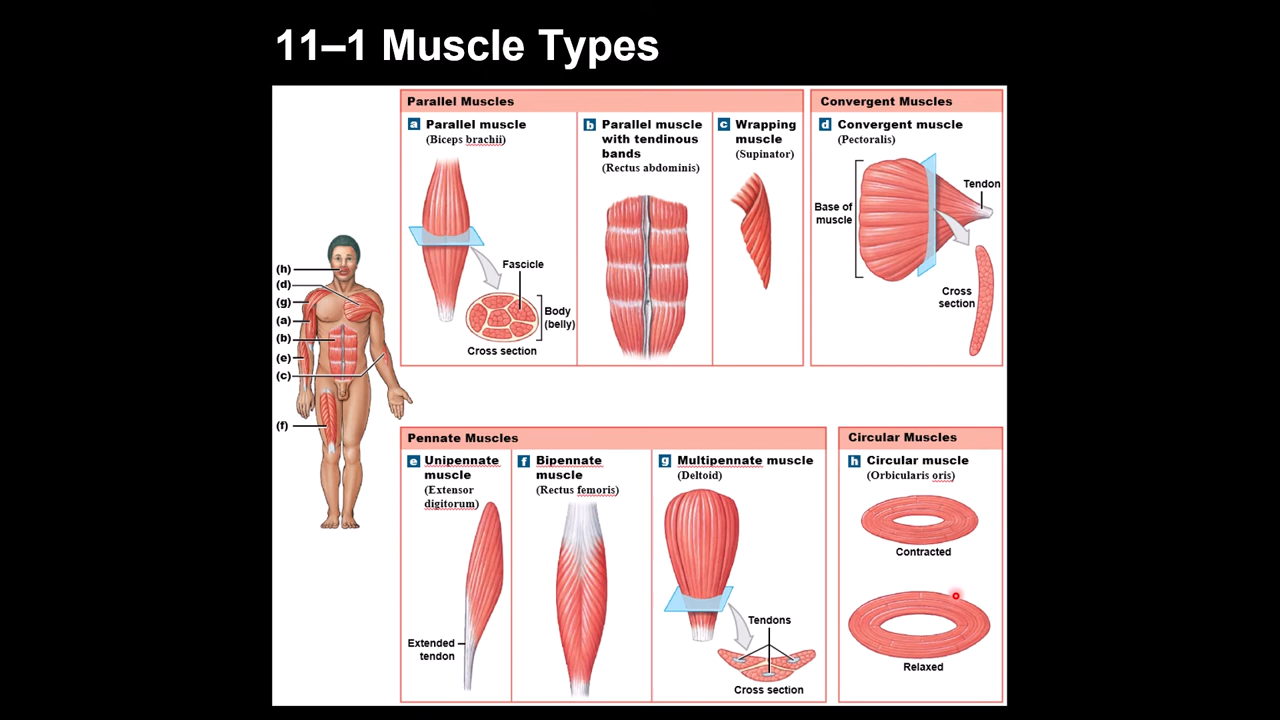 11–1 Muscle Types
Parallel Muscles
a Parallel muscle
(Biceps brachii)
Fascicle
Body
(belly)
Cross section
b Parallel muscle
with tendinous
bands
(Rectus abdominis)
c Wrapping
muscle
(Supinator)
Convergent Muscles
d Convergent muscle
(Pectoralis)
Tendon
Base of
muscle
Cross
section
(h)
(d)
(g)
(a)
(b)
(e)
(c)
(f)
Pennate Muscles
e Unipennate
muscle
(Extensor
digitorum)
Extended
tendon
f Bipennate
muscle
(Rectus femoris)
g Multipennate muscle
(Deltoid)
Tendons
Cross section
Circular Muscles
h Circular muscle
(Orbicularis oris)
Contracted
Relaxed